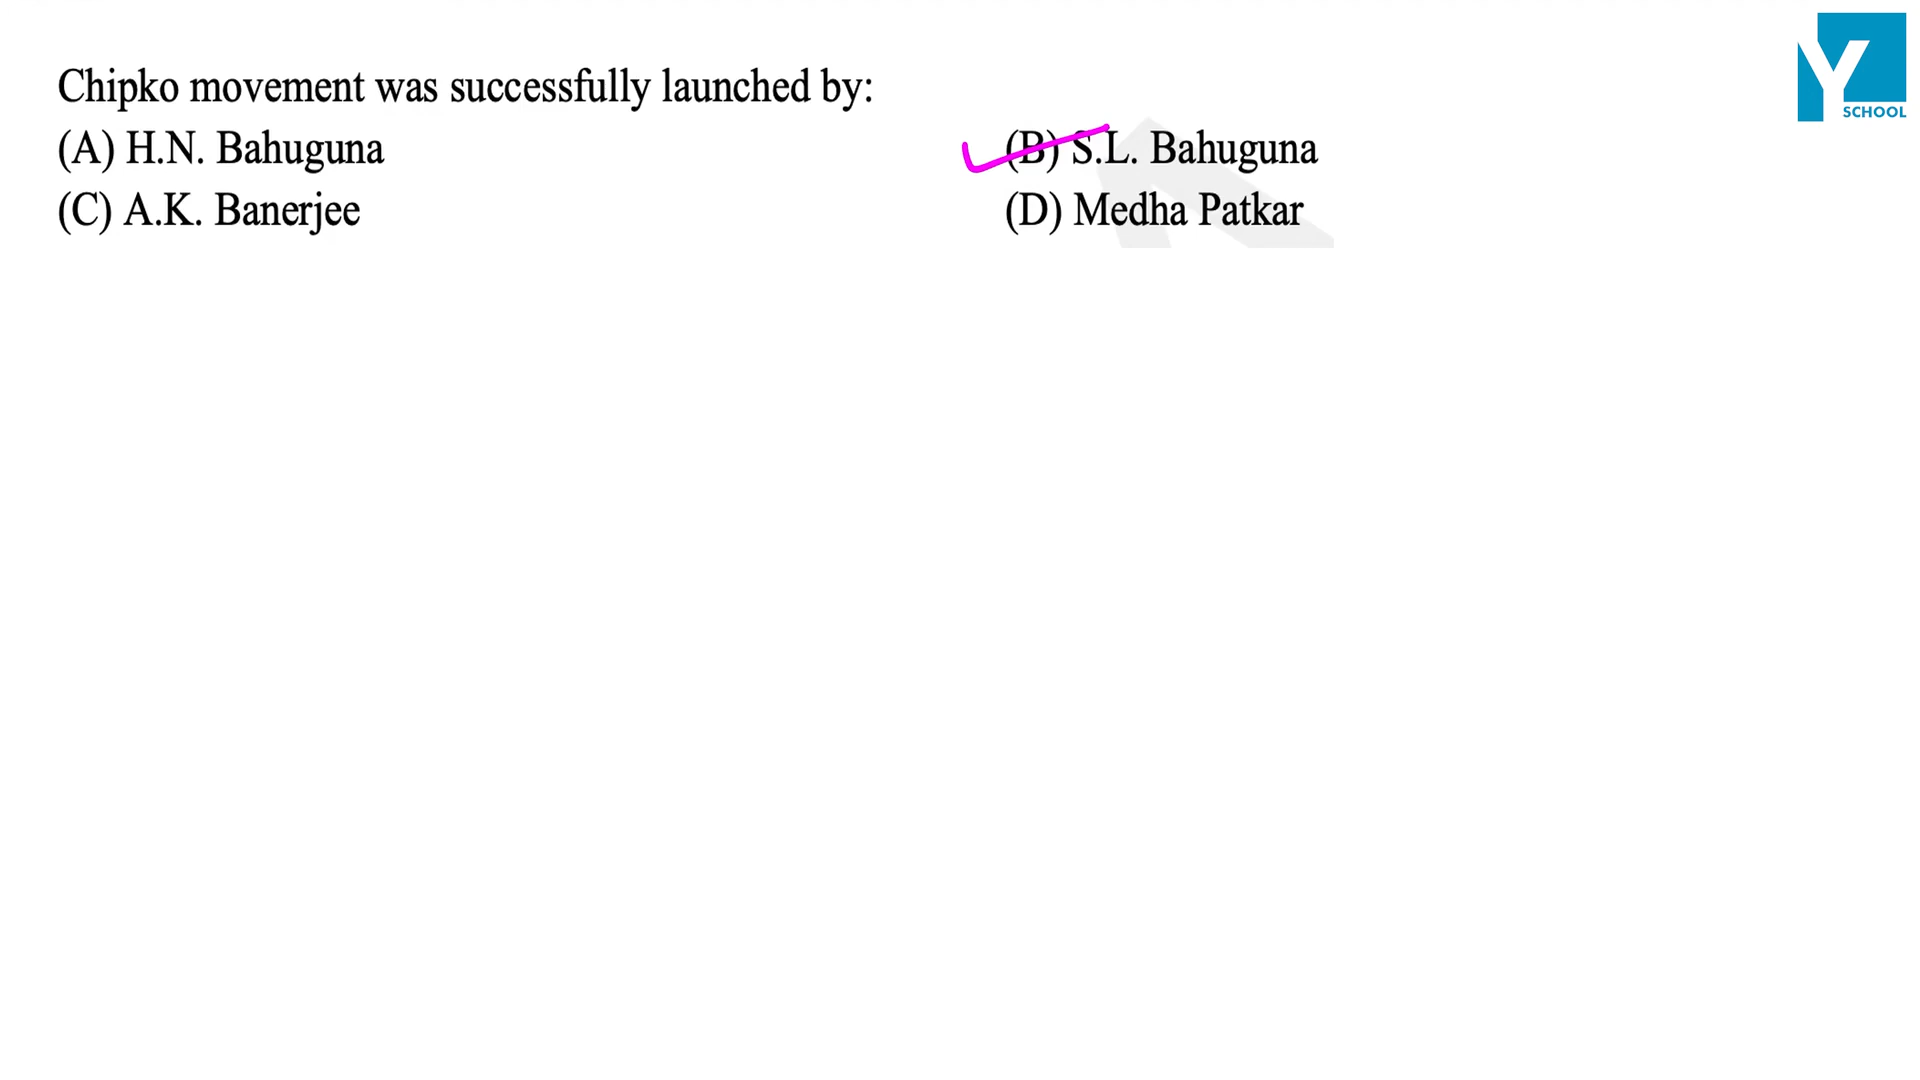 Chipko movement was successfully launched by:
(A) H.N. Bahuguna
(B) S.L. Bahuguna
(C) A.K. Banerjee
(D) Medha Patkar
Y SCHOOL